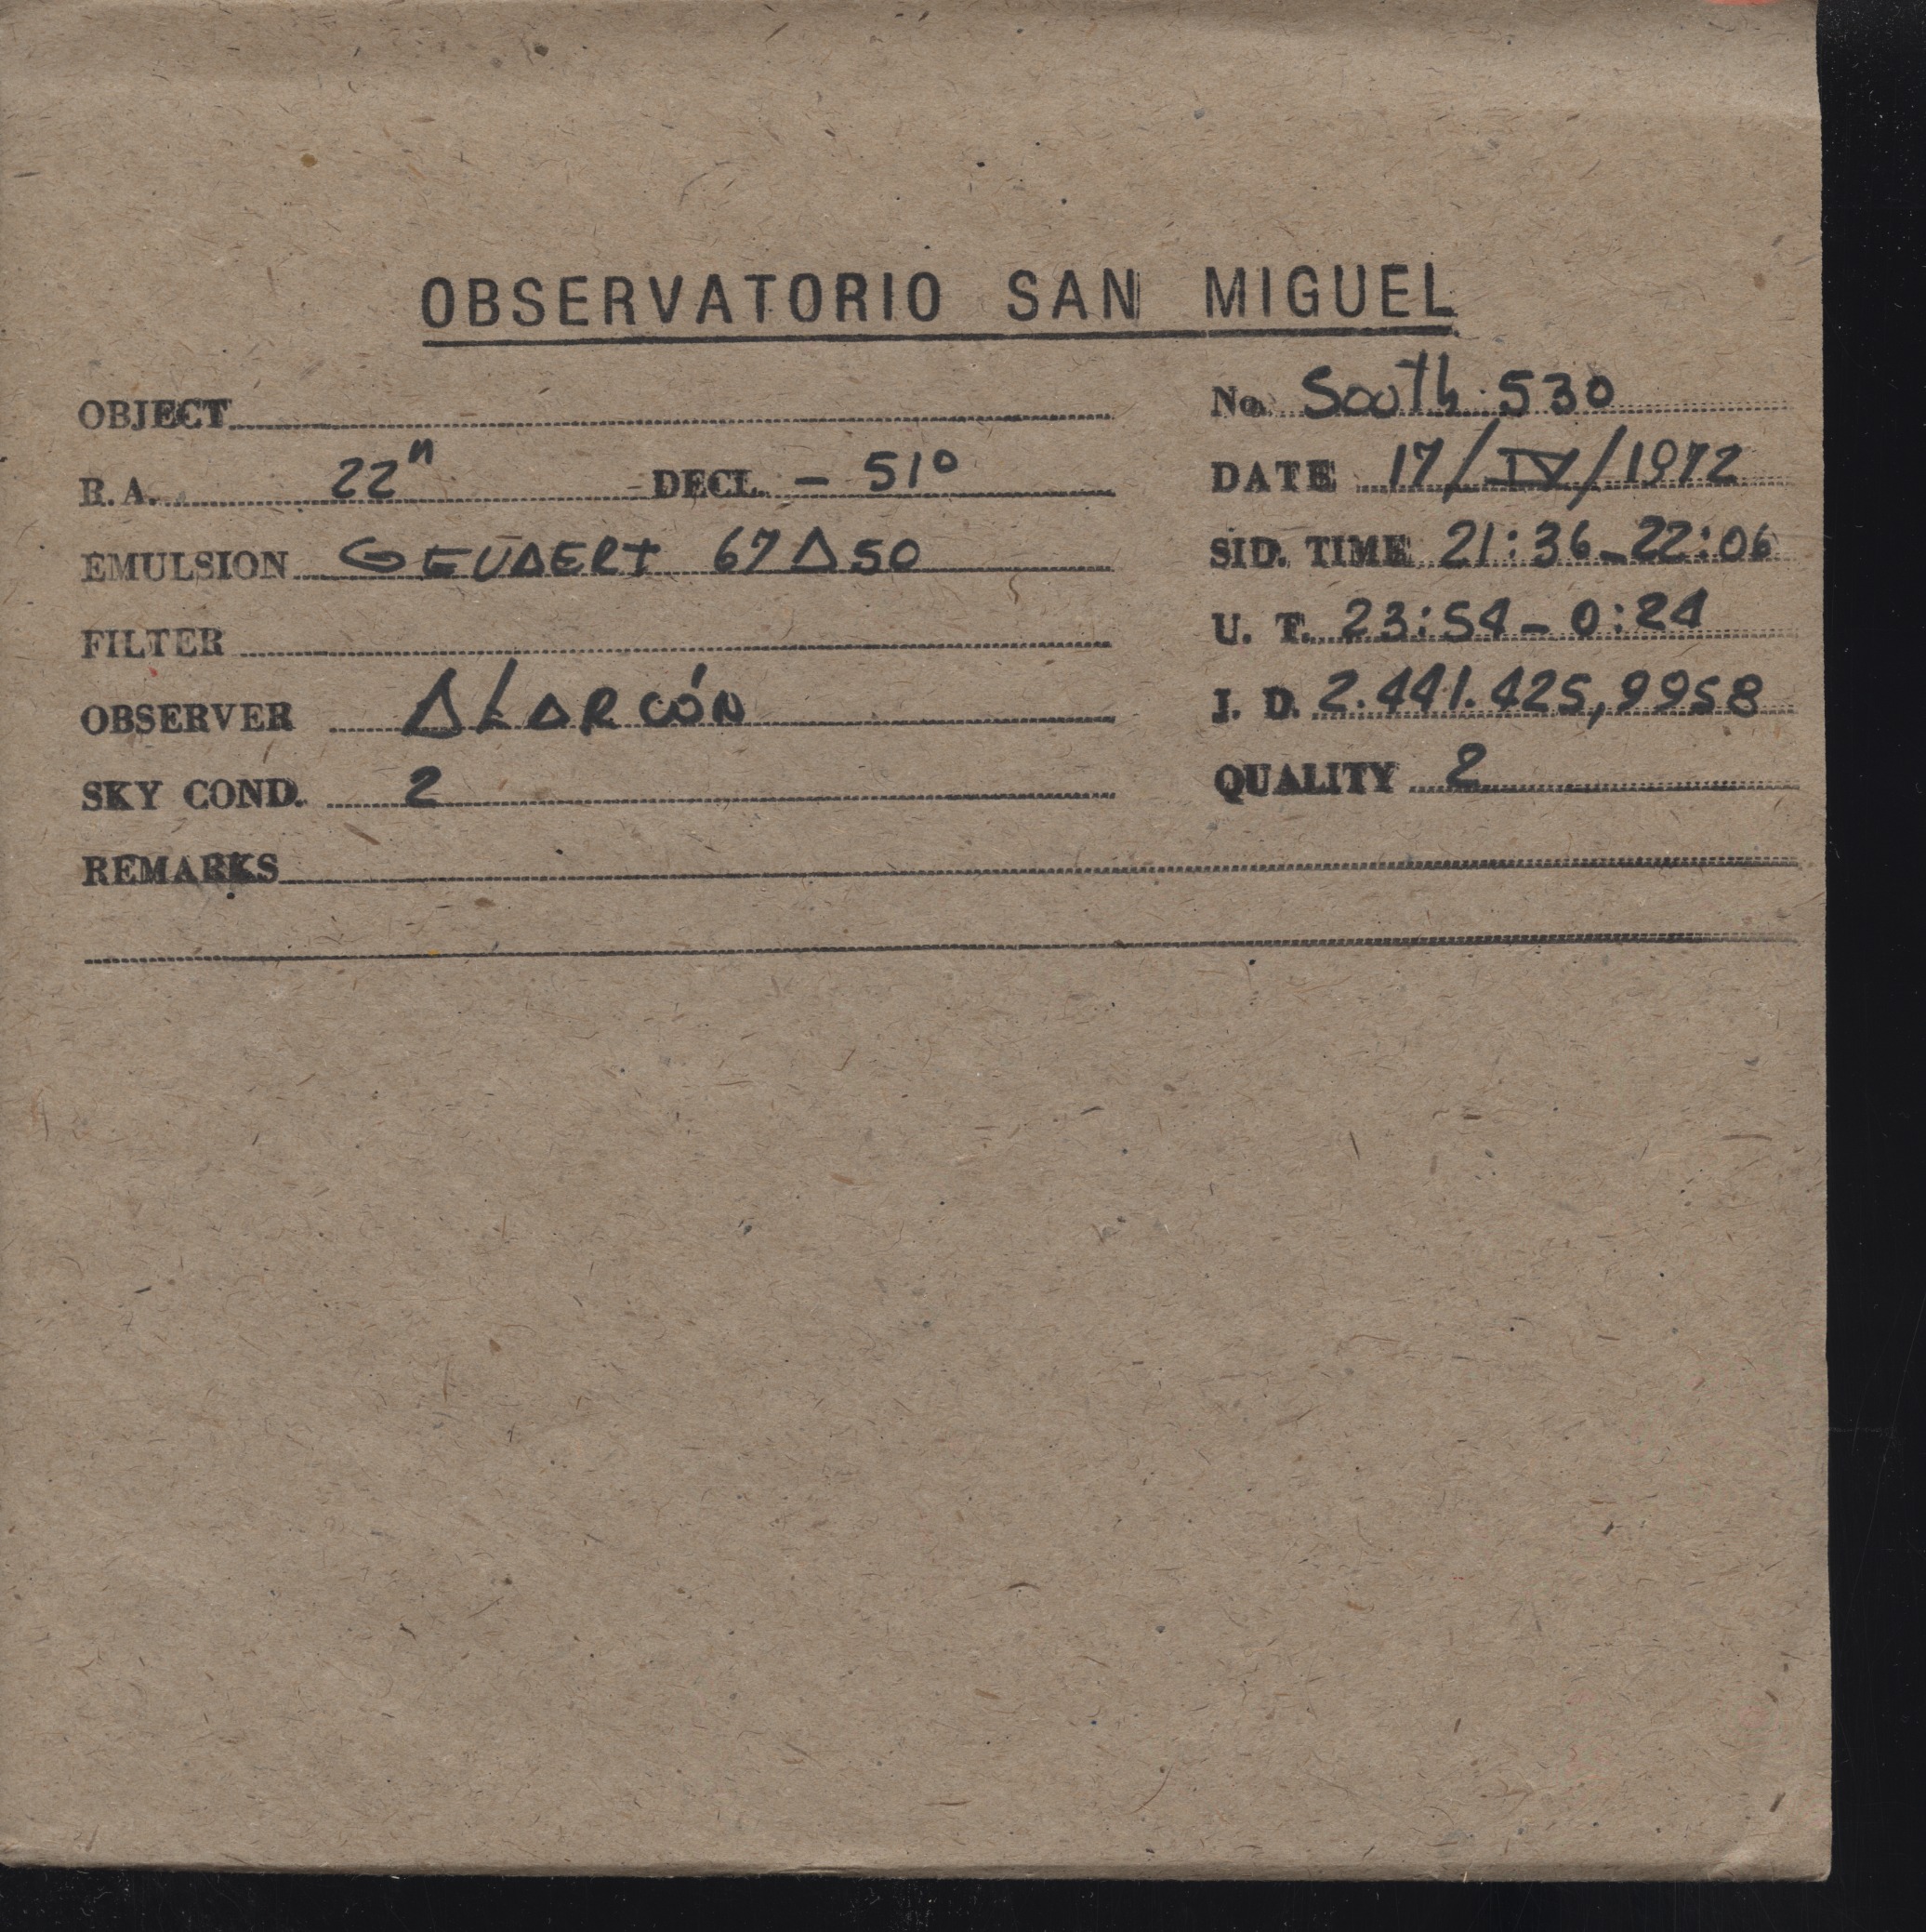 OBSERVATORIO SAN MIGUEL
OBJECT
No. South 530
R.A. 22h DECL. - 51°
DATE 17/IV/1972
EMULSION GEVAERT 67A50
SID. TIME 21:36-22:06
FILTER
U. T. 23:54-0:24
OBSERVER ALARCÓN
J. D. 2.441.425,9958
SKY COND. 2
QUALITY 2
REMARKS